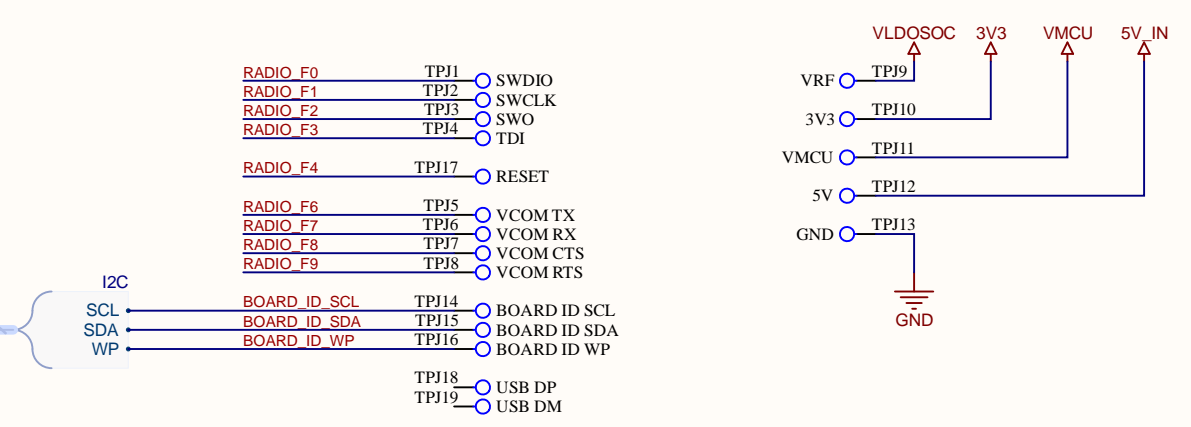 VLDOSOC 3V3 VMCU 5V_IN
RADIO_F0 TPJ1 SWDIO
RADIO_F1 TPJ2 SWCLK
RADIO_F2 TPJ3 SWO
RADIO_F3 TPJ4 TDI
RADIO_F4 TPJ17 RESET
RADIO_F6 TPJ5 VCOM TX
RADIO_F7 TPJ6 VCOM RX
RADIO_F8 TPJ7 VCOM CTS
RADIO_F9 TPJ8 VCOM RTS
I2C
SCL BOARD_ID_SCL TPJ14 BOARD ID SCL
SDA BOARD_ID_SDA TPJ15 BOARD ID SDA
WP BOARD_ID_WP TPJ16 BOARD ID WP
TPJ18 USB DP
TPJ19 USB DM
VRF TPJ9
3V3 TPJ10
VMCU TPJ11
5V TPJ12
GND TPJ13
GND